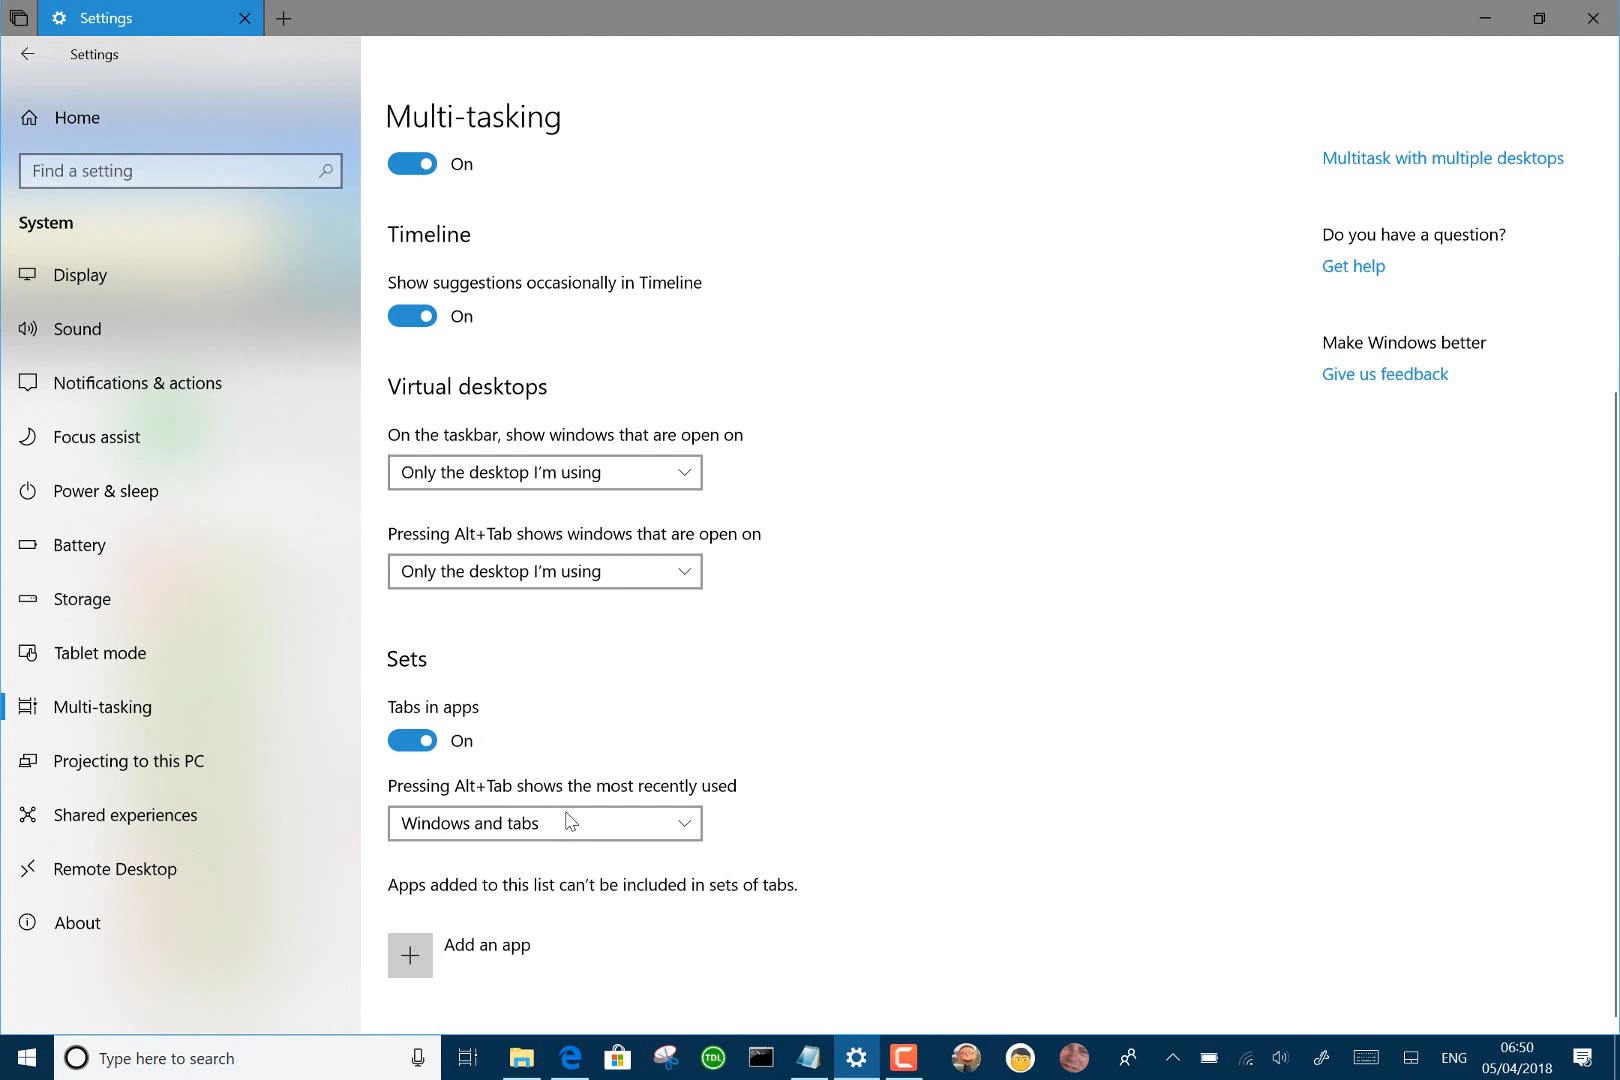 Settings
Settings
Home
Find a setting
System
Display
Sound
Notifications & actions
Focus assist
Power & sleep
Battery
Storage
Tablet mode
Multi-tasking
Projecting to this PC
Shared experiences
Remote Desktop
About
Multi-tasking
On
Timeline
Show suggestions occasionally in Timeline
On
Virtual desktops
On the taskbar, show windows that are open on
Only the desktop I'm using
Pressing Alt+Tab shows windows that are open on
Only the desktop I'm using
Sets
Tabs in apps
On
Pressing Alt+Tab shows the most recently used
Windows and tabs
Apps added to this list can't be included in sets of tabs.
Add an app
Multitask with multiple desktops
Do you have a question?
Get help
Make Windows better
Give us feedback
Type here to search
TDL
ENG
06:50
05/04/2018